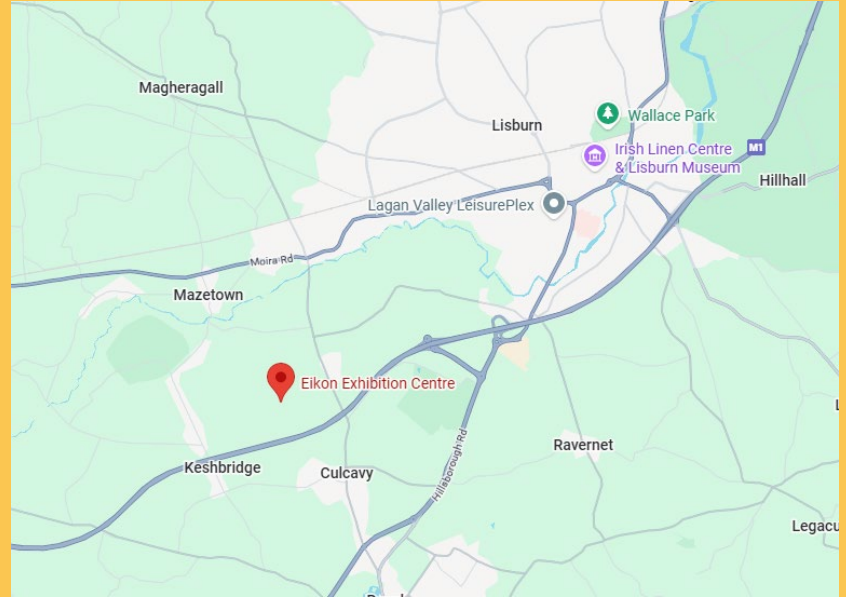 Magheragall
Lisburn
Wallace Park
Irish Linen Centre
& Lisburn Museum
M1
Hillhall
Lagan Valley LeisurePlex
Moira Rd
Mazetown
Eikon Exhibition Centre
Hillsborough Rd
Ravernet
Keshbridge
Culcavy